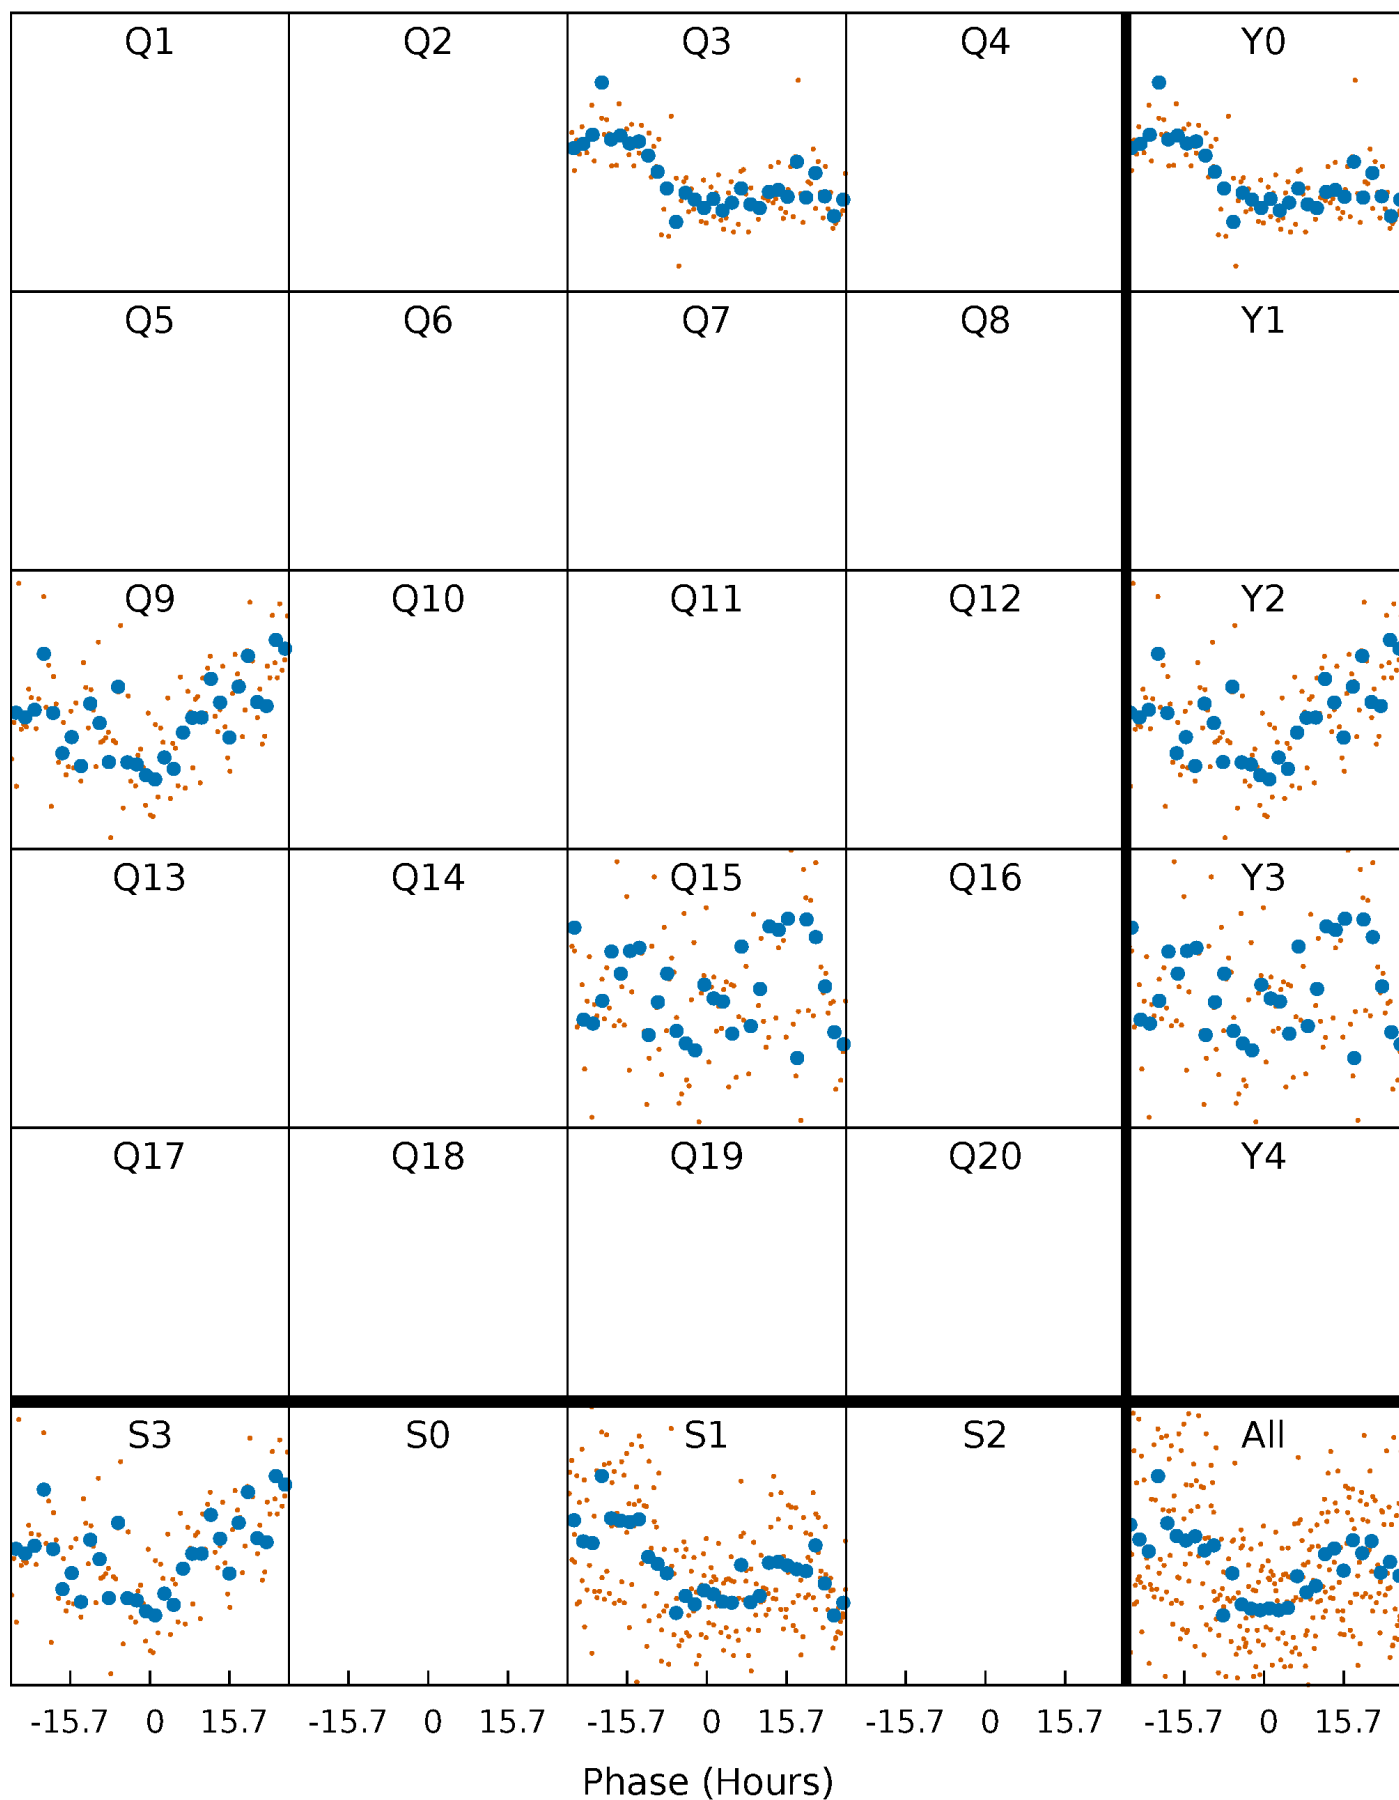 Q1 Q2 Q3 Q4 Y0
Q5 Q6 Q7 Q8 Y1
Q9 Q10 Q11 Q12 Y2
Q13 Q14 Q15 Q16 Y3
Q17 Q18 Q19 Q20 Y4
S3 S0 S1 S2 All
-15.7 0 15.7 -15.7 0 15.7 -15.7 0 15.7 -15.7 0 15.7 -15.7 0 15.7
Phase (Hours)